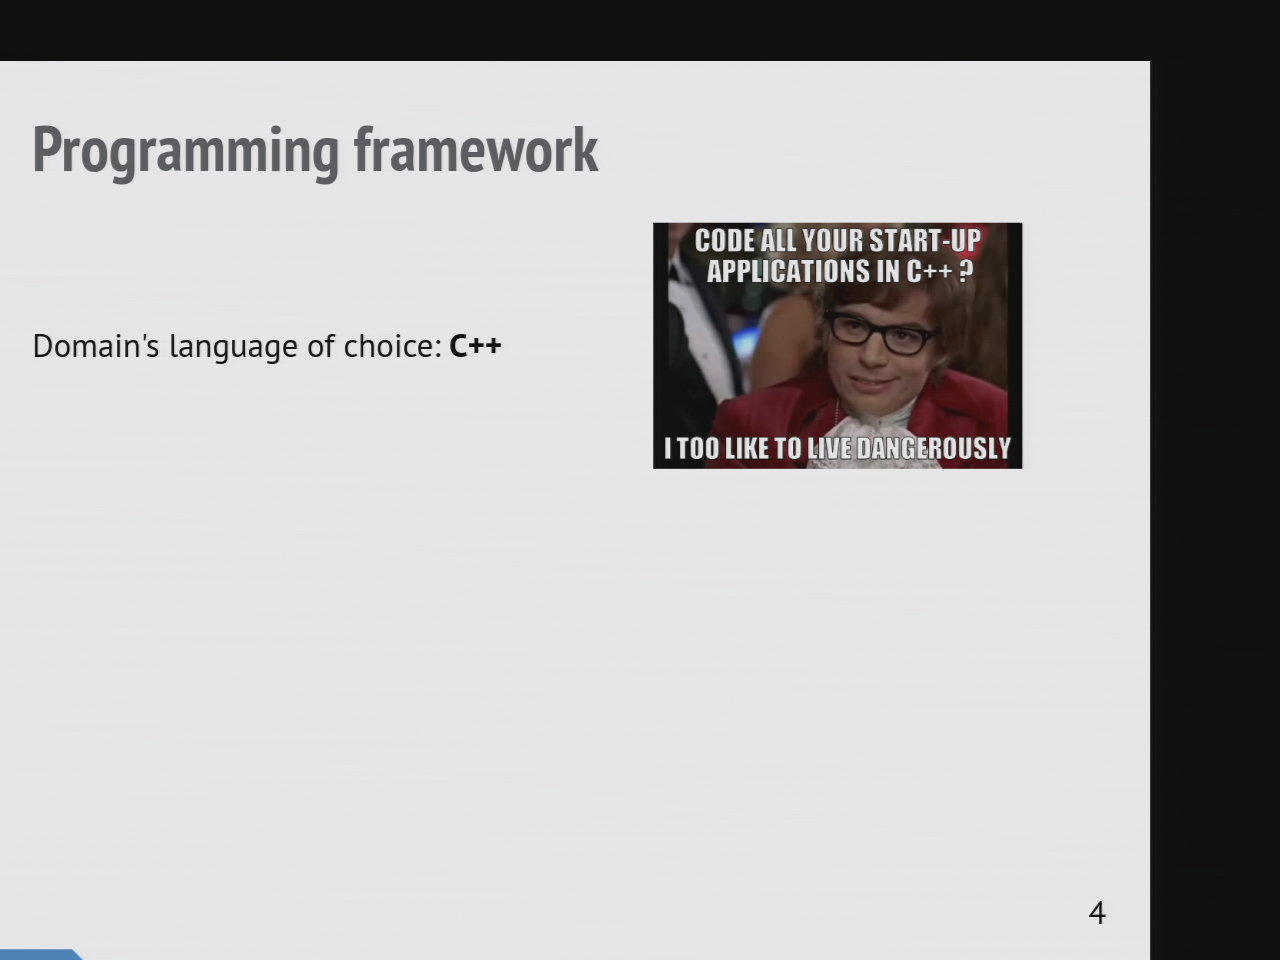 Programming framework
CODE ALL YOUR START-UP
APPLICATIONS IN C++ ?
Domain's language of choice: C++
I TOO LIKE TO LIVE DANGEROUSLY
4